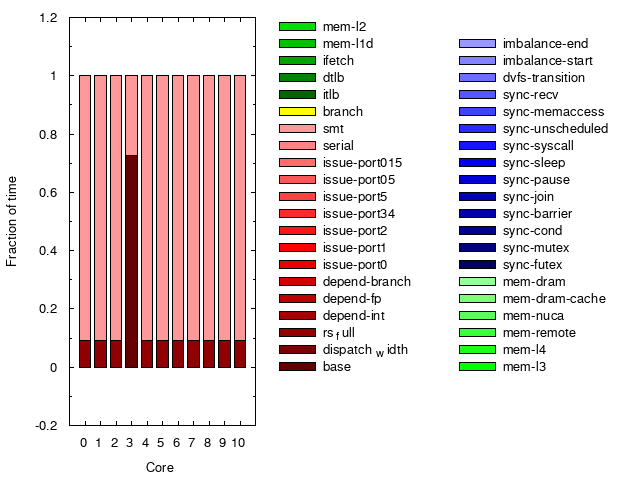 1.2
1
0.8
0.6
0.4
0.2
0
-0.2
Fraction of time
0 1 2 3 4 5 6 7 8 9 10
Core
mem-l2
mem-l1d
ifetch
dtlb
itlb
branch
smt
serial
issue-port015
issue-port05
issue-port5
issue-port34
issue-port2
issue-port1
issue-port0
depend-branch
depend-fp
depend-int
rsfull
dispatchwidth
base
imbalance-end
imbalance-start
dvfs-transition
sync-recv
sync-memaccess
sync-unscheduled
sync-syscall
sync-sleep
sync-pause
sync-join
sync-barrier
sync-cond
sync-mutex
sync-futex
mem-dram
mem-dram-cache
mem-nuca
mem-remote
mem-l4
mem-l3